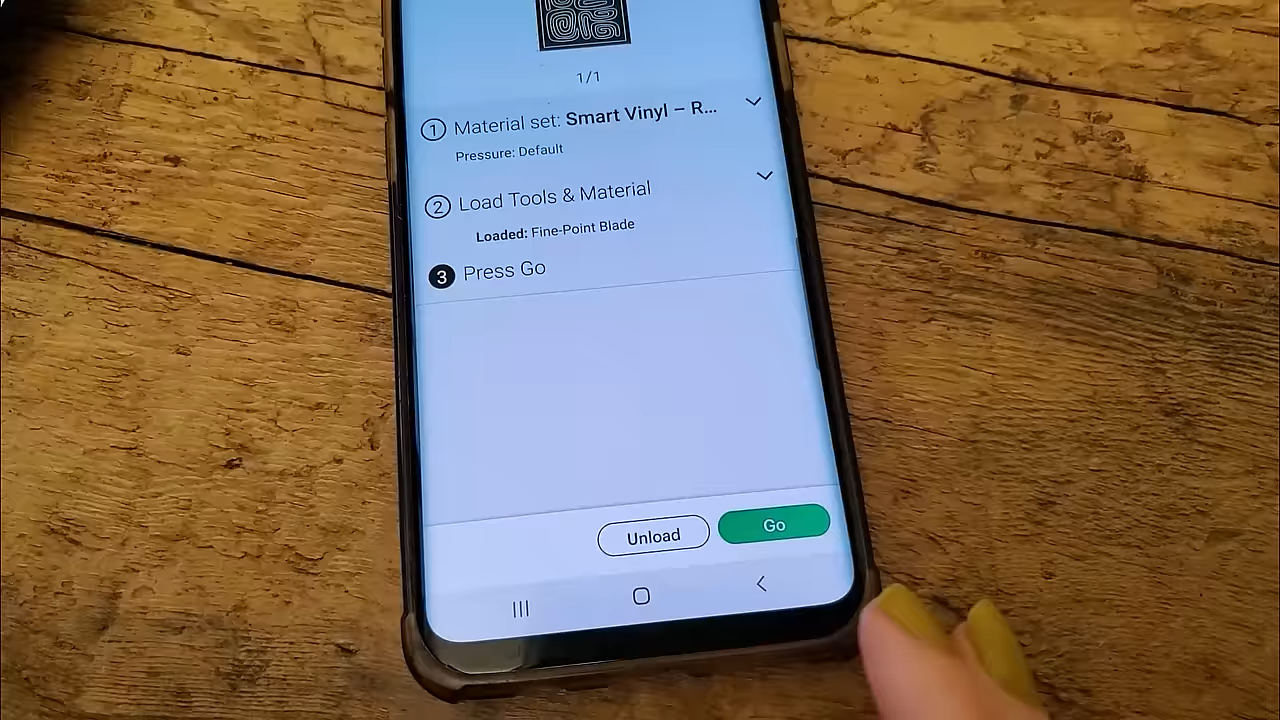 1/1
1 Material set: Smart Vinyl – R...
Pressure: Default
2 Load Tools & Material
Loaded: Fine-Point Blade
3 Press Go
Unload
Go